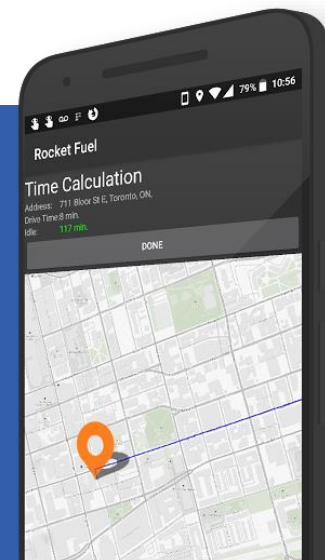 79% 10:56
Rocket Fuel
Time Calculation
Address: 711 Bloor St E, Toronto, ON,
Drive Time:8 min.
Idle: 117 min.
DONE